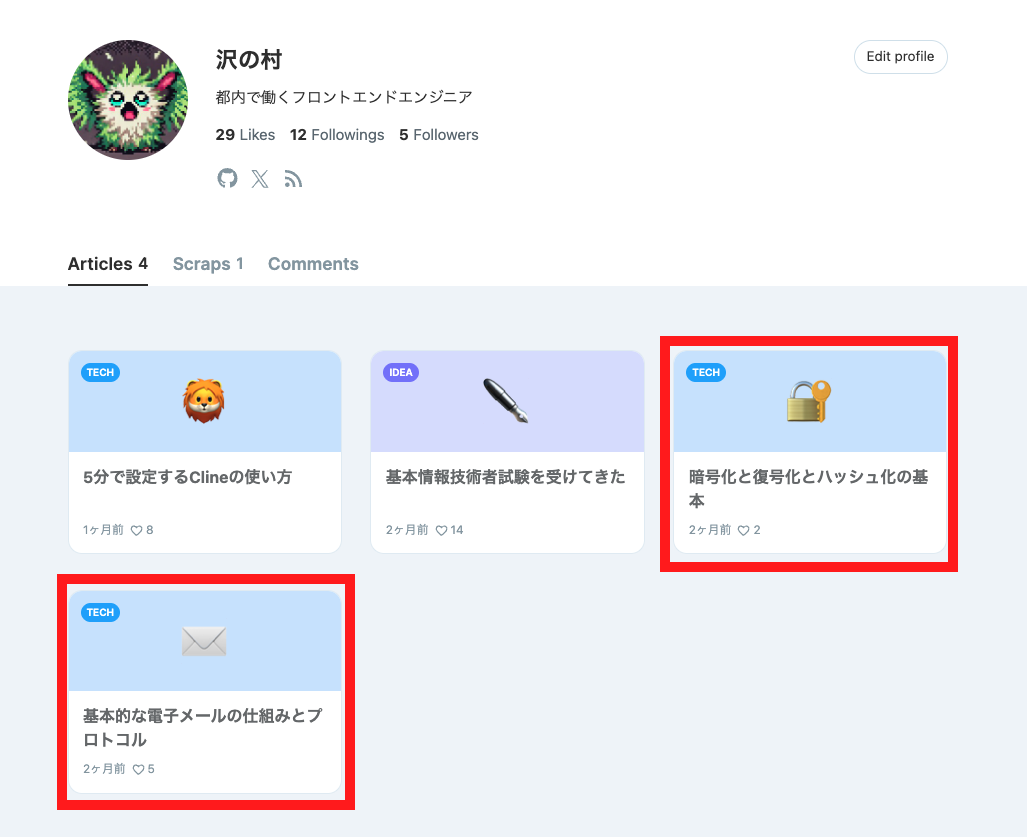 沢の村
Edit profile
都内で働くフロントエンドエンジニア
29 Likes 12 Followings 5 Followers
Articles 4 Scraps 1 Comments
TECH
5分で設定するClineの使い方
1ヶ月前 8
IDEA
基本情報技術者試験を受けてきた
2ヶ月前 14
TECH
暗号化と復号化とハッシュ化の基
本
2ヶ月前 2
TECH
基本的な電子メールの仕組みとプ
ロトコル
2ヶ月前 5